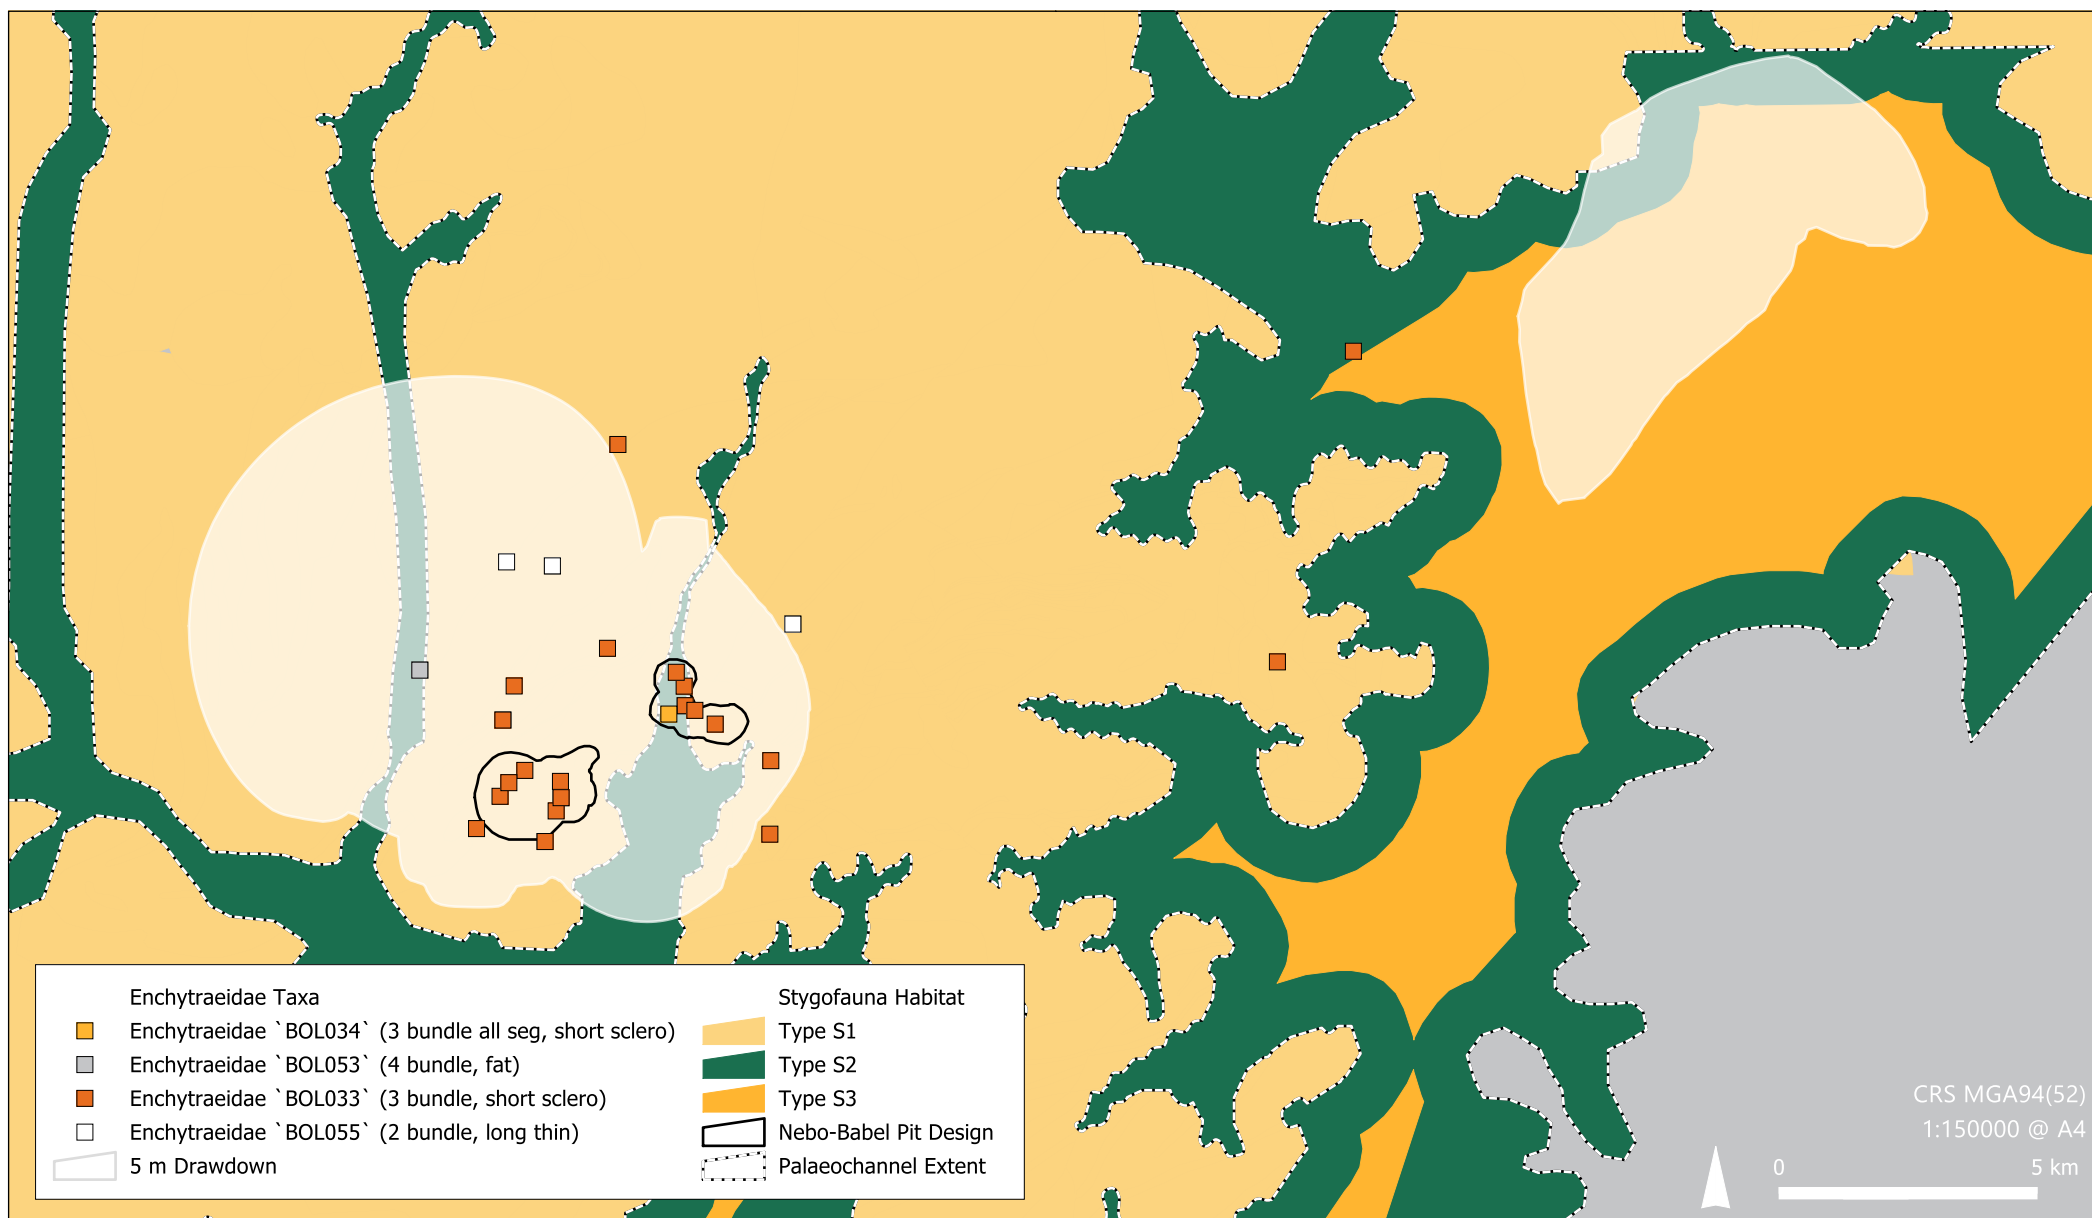 Enchytraeidae Taxa
Enchytraeidae `BOL034` (3 bundle all seg, short sclero)
Enchytraeidae `BOL053` (4 bundle, fat)
Enchytraeidae `BOL033` (3 bundle, short sclero)
Enchytraeidae `BOL055` (2 bundle, long thin)
5 m Drawdown
Stygofauna Habitat
Type S1
Type S2
Type S3
Nebo-Babel Pit Design
Palaeochannel Extent
CRS MGA94(52)
1:150000 @ A4
0 5 km